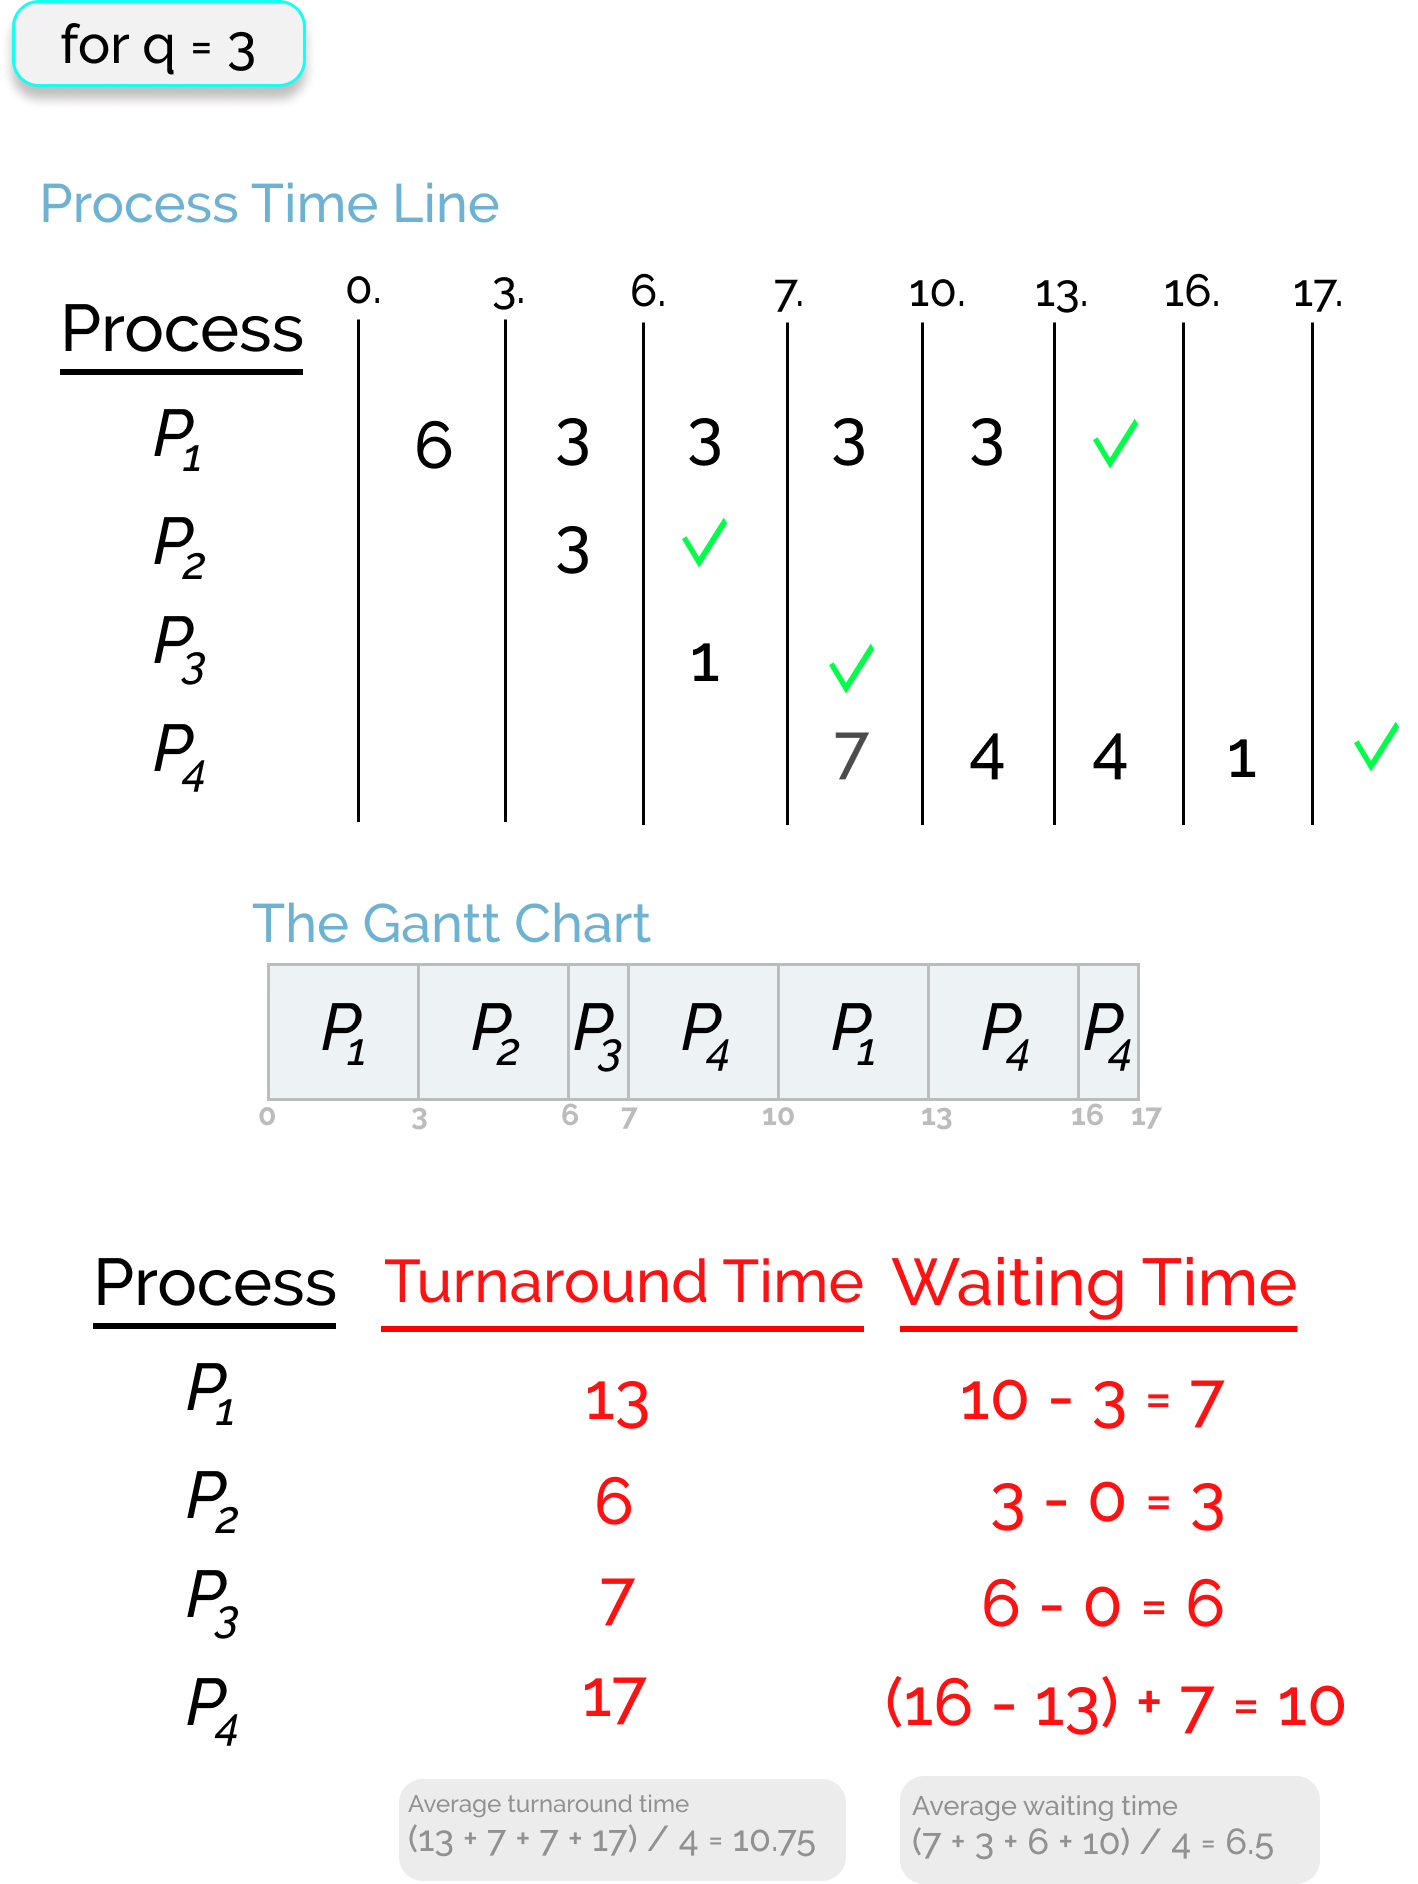 for q = 3
Process Time Line
Process 0. 3. 6. 7. 10. 13. 16. 17.
P1 6 3 3 3 3 ✓
P2 3 ✓
P3 1 ✓
P4 7 4 4 1 ✓
The Gantt Chart
P1 P2 P3 P4 P1 P4 P4
0 3 6 7 10 13 16 17
Process Turnaround Time Waiting Time
P1 13 10 - 3 = 7
P2 6 3 - 0 = 3
P3 7 6 - 0 = 6
P4 17 (16 - 13) + 7 = 10
Average turnaround time Average waiting time
(13 + 7 + 7 + 17) / 4 = 10.75 (7 + 3 + 6 + 10) / 4 = 6.5